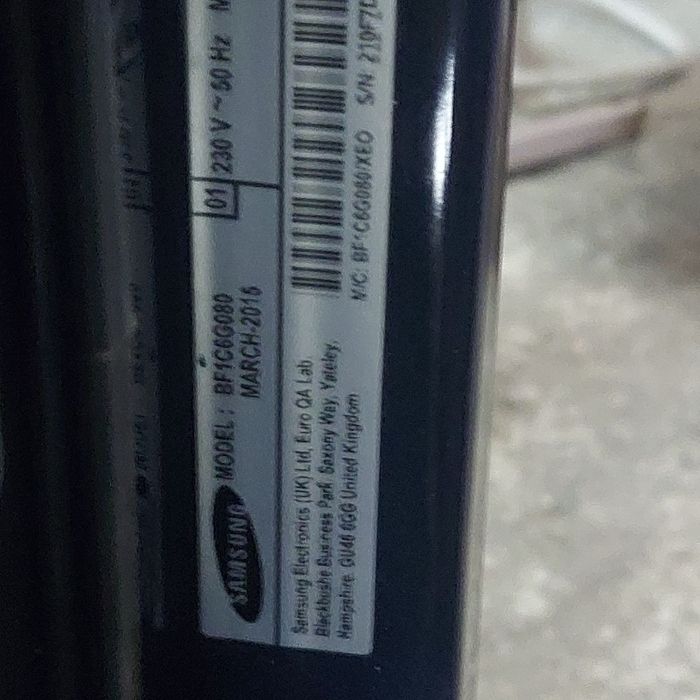 SAMSUNG
MODEL : BF1C6G080
MARCH-2015
01 230 V ~ 50 Hz
Samsung Electronics (UK) Ltd, Euro QA Lab.
Blackbushe Business Park, Saxony Way, Yateley,
Hampshire. GU46 6GG United Kingdom
M/C: BF1C6G080/XEO S/N